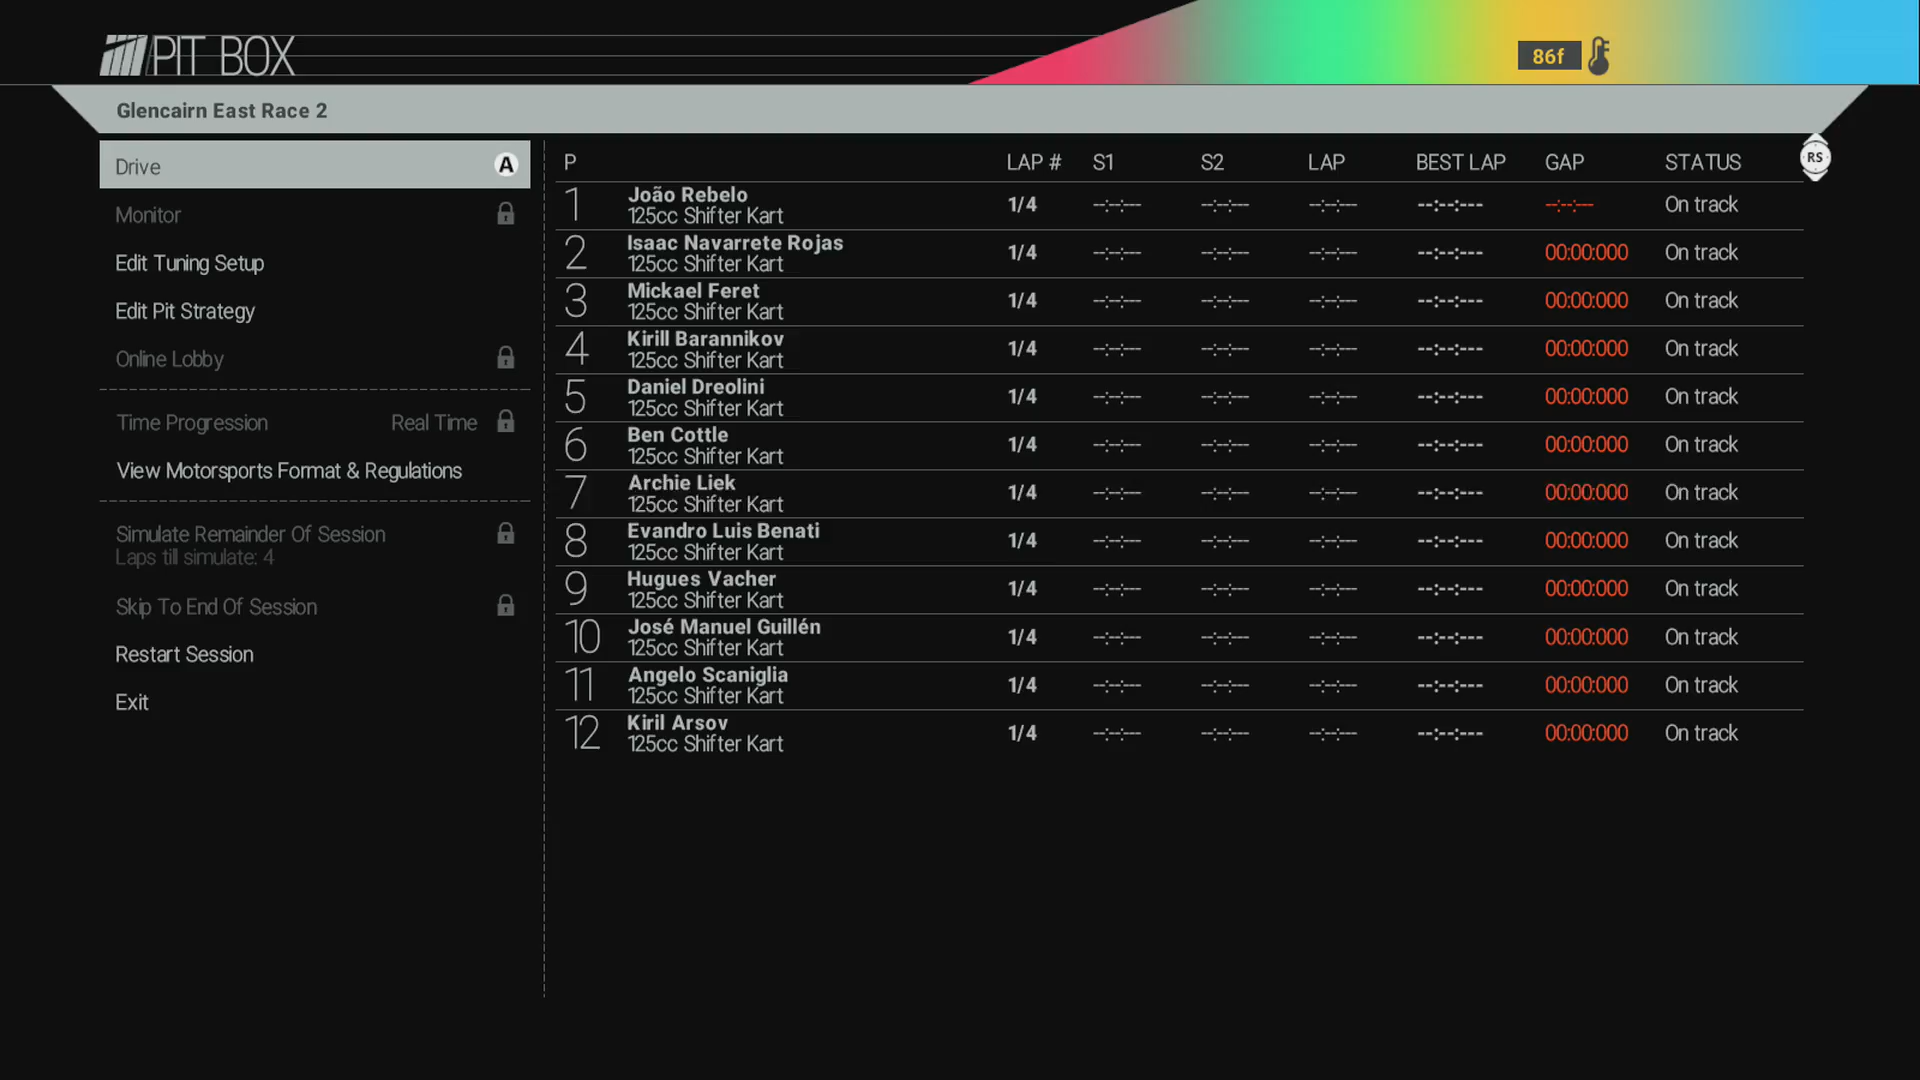 PIT BOX
86f
Glencairn East Race 2
Drive A
Monitor
Edit Tuning Setup
Edit Pit Strategy
Online Lobby
Time Progression Real Time
View Motorsports Format & Regulations
Simulate Remainder Of Session
Laps till simulate: 4
Skip To End Of Session
Restart Session
Exit
P LAP # S1 S2 LAP BEST LAP GAP STATUS RS
1 João Rebelo 1/4 --:--:--- --:--:--- --:--:--- --:--:--- --:--:--- On track
125cc Shifter Kart
2 Isaac Navarrete Rojas 1/4 --:--:--- --:--:--- --:--:--- --:--:--- 00:00:000 On track
125cc Shifter Kart
3 Mickael Feret 1/4 --:--:--- --:--:--- --:--:--- --:--:--- 00:00:000 On track
125cc Shifter Kart
4 Kirill Barannikov 1/4 --:--:--- --:--:--- --:--:--- --:--:--- 00:00:000 On track
125cc Shifter Kart
5 Daniel Dreolini 1/4 --:--:--- --:--:--- --:--:--- --:--:--- 00:00:000 On track
125cc Shifter Kart
6 Ben Cottle 1/4 --:--:--- --:--:--- --:--:--- --:--:--- 00:00:000 On track
125cc Shifter Kart
7 Archie Liek 1/4 --:--:--- --:--:--- --:--:--- --:--:--- 00:00:000 On track
125cc Shifter Kart
8 Evandro Luis Benati 1/4 --:--:--- --:--:--- --:--:--- --:--:--- 00:00:000 On track
125cc Shifter Kart
9 Hugues Vacher 1/4 --:--:--- --:--:--- --:--:--- --:--:--- 00:00:000 On track
125cc Shifter Kart
10 José Manuel Guillén 1/4 --:--:--- --:--:--- --:--:--- --:--:--- 00:00:000 On track
125cc Shifter Kart
11 Angelo Scaniglia 1/4 --:--:--- --:--:--- --:--:--- --:--:--- 00:00:000 On track
125cc Shifter Kart
12 Kiril Arsov 1/4 --:--:--- --:--:--- --:--:--- --:--:--- 00:00:000 On track
125cc Shifter Kart